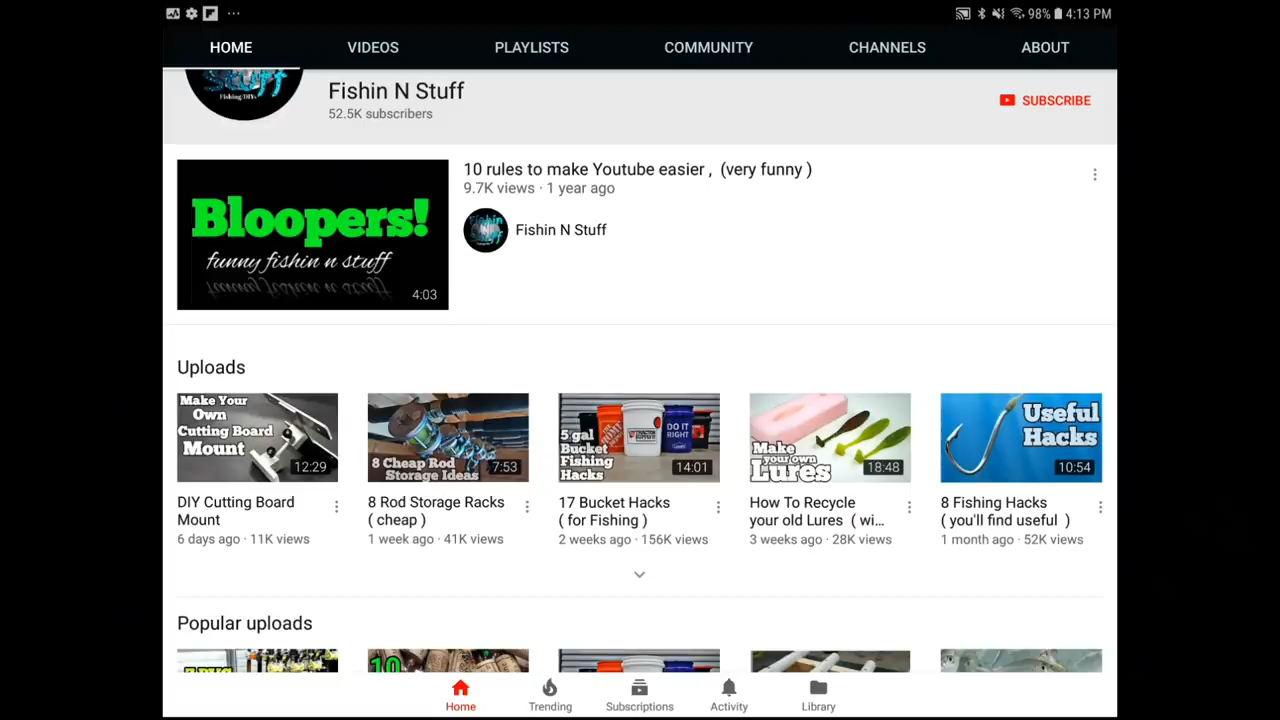 98% 4:13 PM
HOME VIDEOS PLAYLISTS COMMUNITY CHANNELS ABOUT
Stuff
Fishing/DIYs
Fishin N Stuff
52.5K subscribers
SUBSCRIBE
Bloopers!
funny fishin n stuff
4:03
10 rules to make Youtube easier , (very funny )
9.7K views · 1 year ago
Fishin N Stuff
Uploads
Make Your
Own
Cutting Board
Mount
12:29
8 Cheap Rod
Storage Ideas
7:53
5 gal
Bucket
Fishing
Hacks
DO IT
RIGHT
14:01
Make
your own
Lures
18:48
Useful
Hacks
10:54
DIY Cutting Board
Mount
6 days ago · 11K views
8 Rod Storage Racks
( cheap )
1 week ago · 41K views
17 Bucket Hacks
( for Fishing )
2 weeks ago · 156K views
How To Recycle
your old Lures ( wi...
3 weeks ago · 28K views
8 Fishing Hacks
( you'll find useful )
1 month ago · 52K views
Popular uploads
10
Home Trending Subscriptions Activity Library